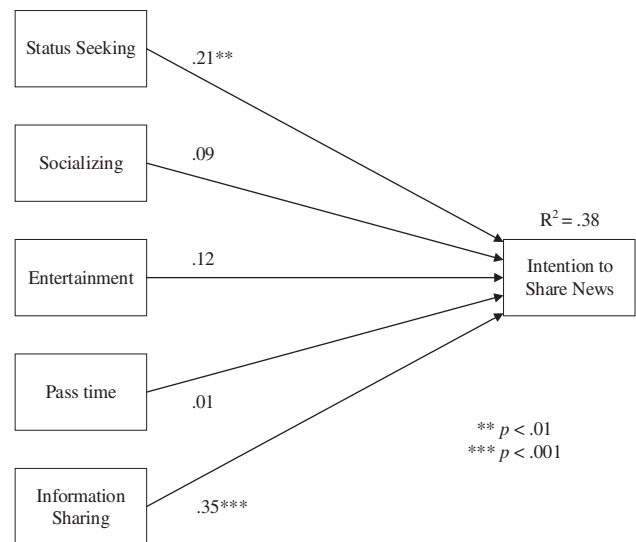 Status Seeking
.21**
Socializing
.09
R² = .38
Entertainment
.12
Intention to
Share News
Pass time
.01
** p < .01
*** p < .001
Information
Sharing
.35***